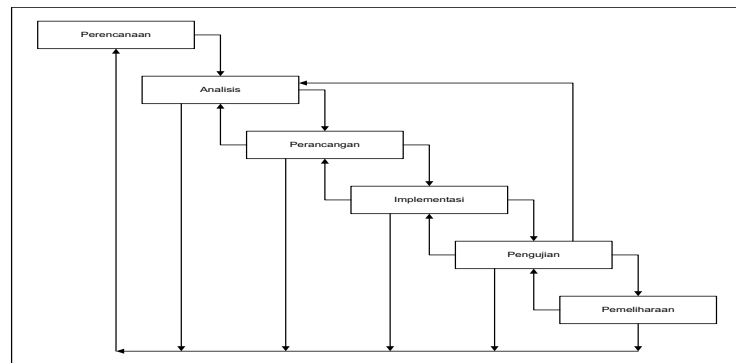 Perencanaan
Analisis
Perancangan
Implementasi
Pengujian
Pemeliharaan